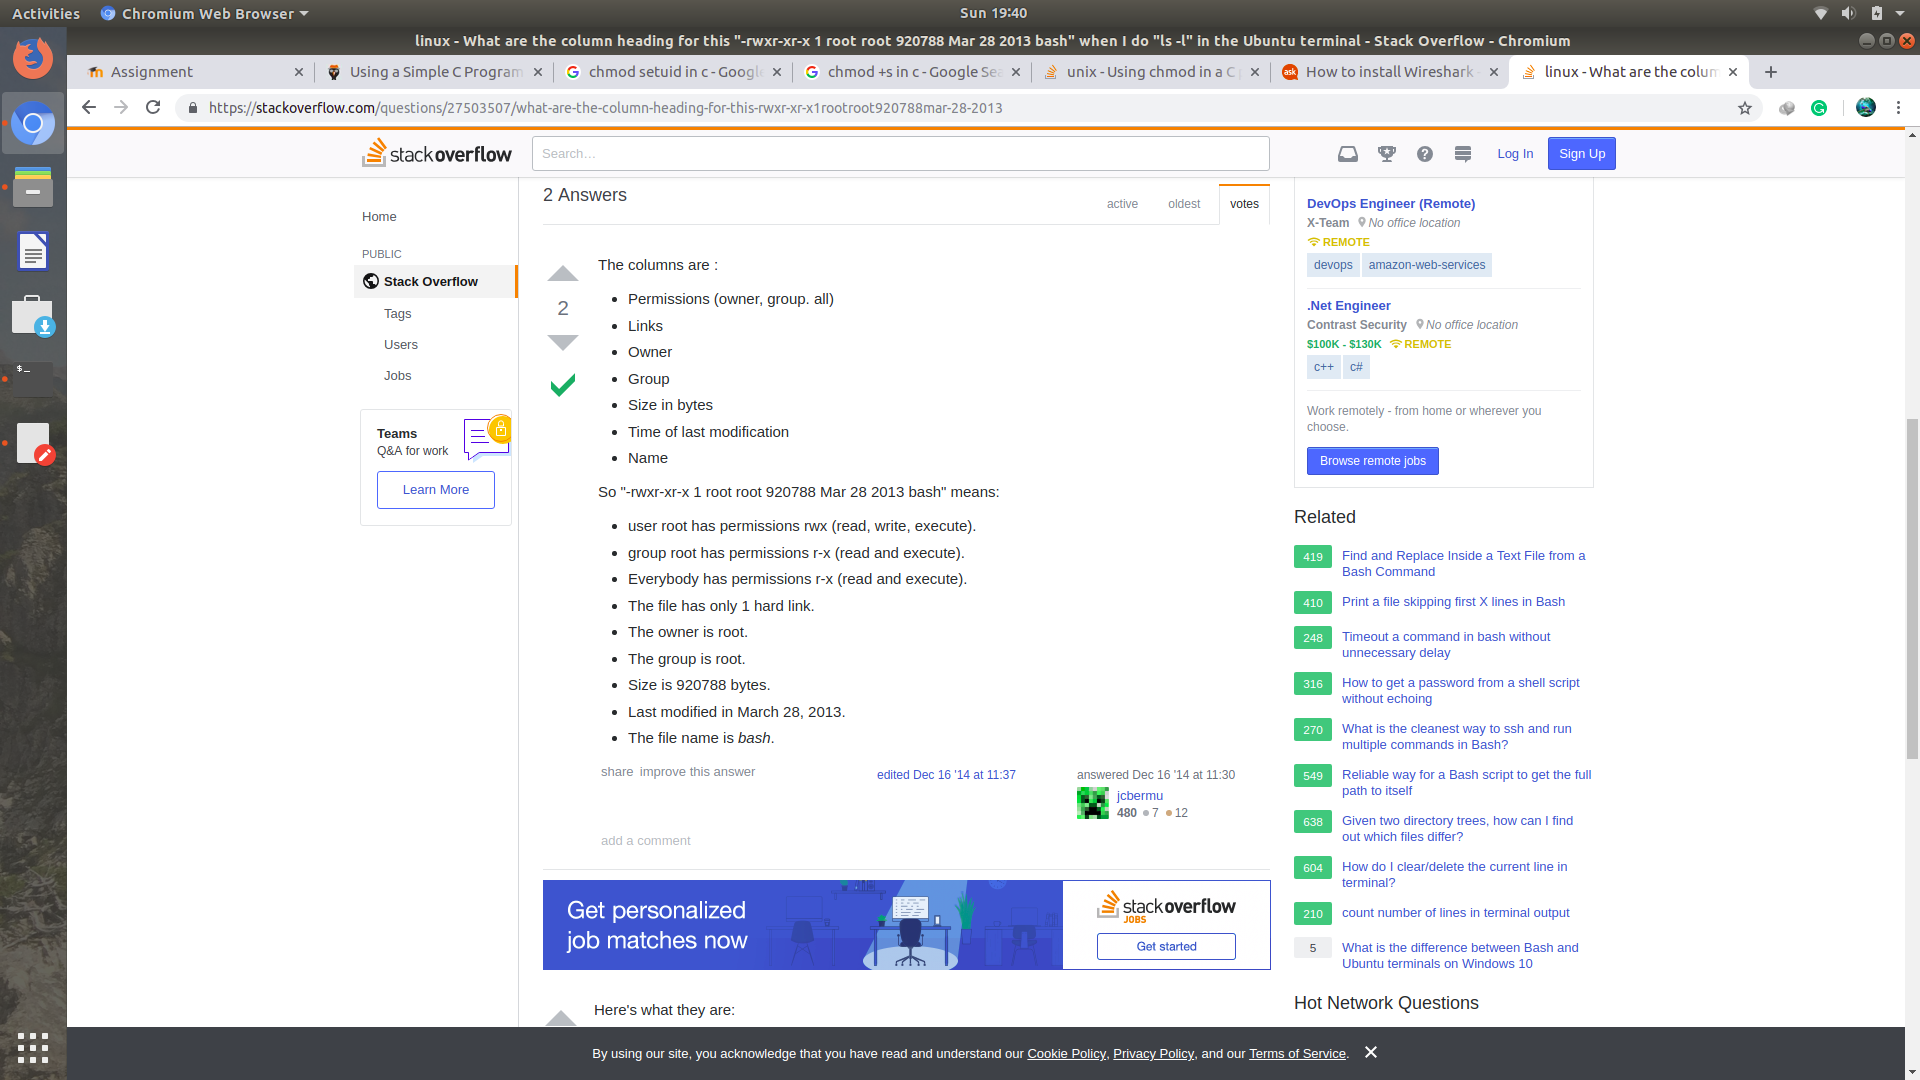 Activities
Chromium Web Browser
Sun 19:40
linux - What are the column heading for this "-rwxr-xr-x 1 root root 920788 Mar 28 2013 bash" when I do "ls -l" in the Ubuntu terminal - Stack Overflow - Chromium
Assignment
Using a Simple C Program
chmod setuid in c - Googl
chmod +s in c - Google Sea
unix - Using chmod in a C
How to install Wireshark
linux - What are the colum
https://stackoverflow.com/questions/27503507/what-are-the-column-heading-for-this-rwxr-xr-x1rootroot920788mar-28-2013
stackoverflow
Search…
Log In
Sign Up
Home
PUBLIC
Stack Overflow
Tags
Users
Jobs
Teams
Q&A for work
Learn More
2 Answers
active
oldest
votes
2
The columns are :
Permissions (owner, group. all)
Links
Owner
Group
Size in bytes
Time of last modification
Name
So "-rwxr-xr-x 1 root root 920788 Mar 28 2013 bash" means:
user root has permissions rwx (read, write, execute).
group root has permissions r-x (read and execute).
Everybody has permissions r-x (read and execute).
The file has only 1 hard link.
The owner is root.
The group is root.
Size is 920788 bytes.
Last modified in March 28, 2013.
The file name is bash.
share improve this answer
edited Dec 16 '14 at 11:37
answered Dec 16 '14 at 11:30
jcbermu
480 7 12
add a comment
Get personalized
job matches now
stackoverflow
JOBS
Get started
Here's what they are:
DevOps Engineer (Remote)
X-Team No office location
REMOTE
devops amazon-web-services
.Net Engineer
Contrast Security No office location
$100K - $130K REMOTE
c++ c#
Work remotely - from home or wherever you
choose.
Browse remote jobs
Related
419 Find and Replace Inside a Text File from a
Bash Command
410 Print a file skipping first X lines in Bash
248 Timeout a command in bash without
unnecessary delay
316 How to get a password from a shell script
without echoing
270 What is the cleanest way to ssh and run
multiple commands in Bash?
549 Reliable way for a Bash script to get the full
path to itself
638 Given two directory trees, how can I find
out which files differ?
604 How do I clear/delete the current line in
terminal?
210 count number of lines in terminal output
5 What is the difference between Bash and
Ubuntu terminals on Windows 10
Hot Network Questions
By using our site, you acknowledge that you have read and understand our Cookie Policy, Privacy Policy, and our Terms of Service.